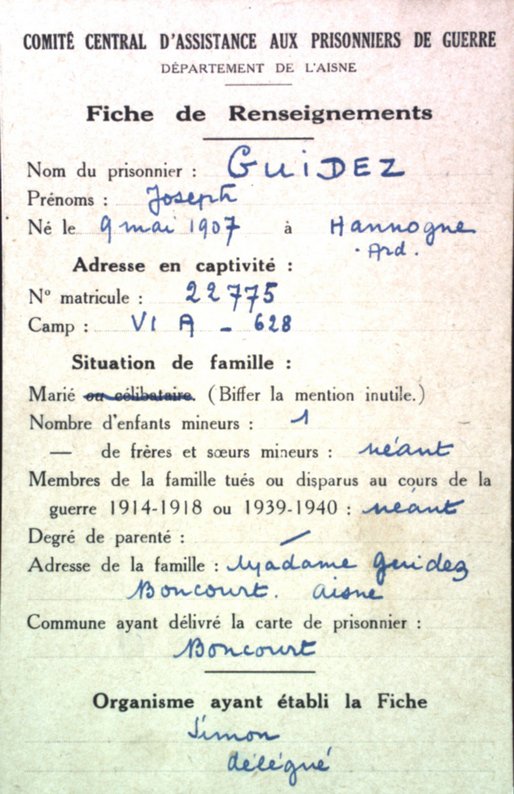 COMITÉ CENTRAL D'ASSISTANCE AUX PRISONNIERS DE GUERRE
DÉPARTEMENT DE L'AISNE
Fiche de Renseignements
Nom du prisonnier : GUIDEZ
Prénoms : Joseph
Né le 9 mai 1907 à Hannogne
Ard.
Adresse en captivité :
N° matricule : 22775
Camp : VI A - 628
Situation de famille :
Marié ou célibataire. (Biffer la mention inutile.)
Nombre d'enfants mineurs : 1
— de frères et sœurs mineurs : néant
Membres de la famille tués ou disparus au cours de la
guerre 1914-1918 ou 1939-1940 : néant
Degré de parenté : —
Adresse de la famille : Madame Guidez
Boncourt. Aisne
Commune ayant délivré la carte de prisonnier :
Boncourt
Organisme ayant établi la Fiche
Simon
délégué